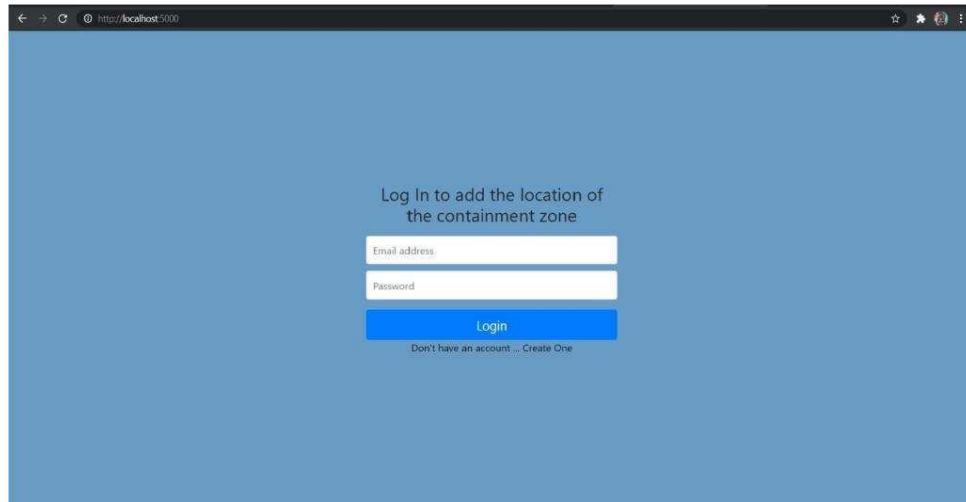 http://localhost:5000
Log In to add the location of
the containment zone
Email address
Password
Login
Don't have an account ... Create One